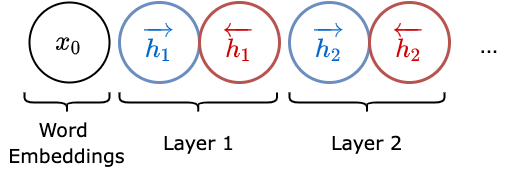 x₀ h₁→ h₁← h₂→ h₂← ...
Word
Embeddings
Layer 1
Layer 2